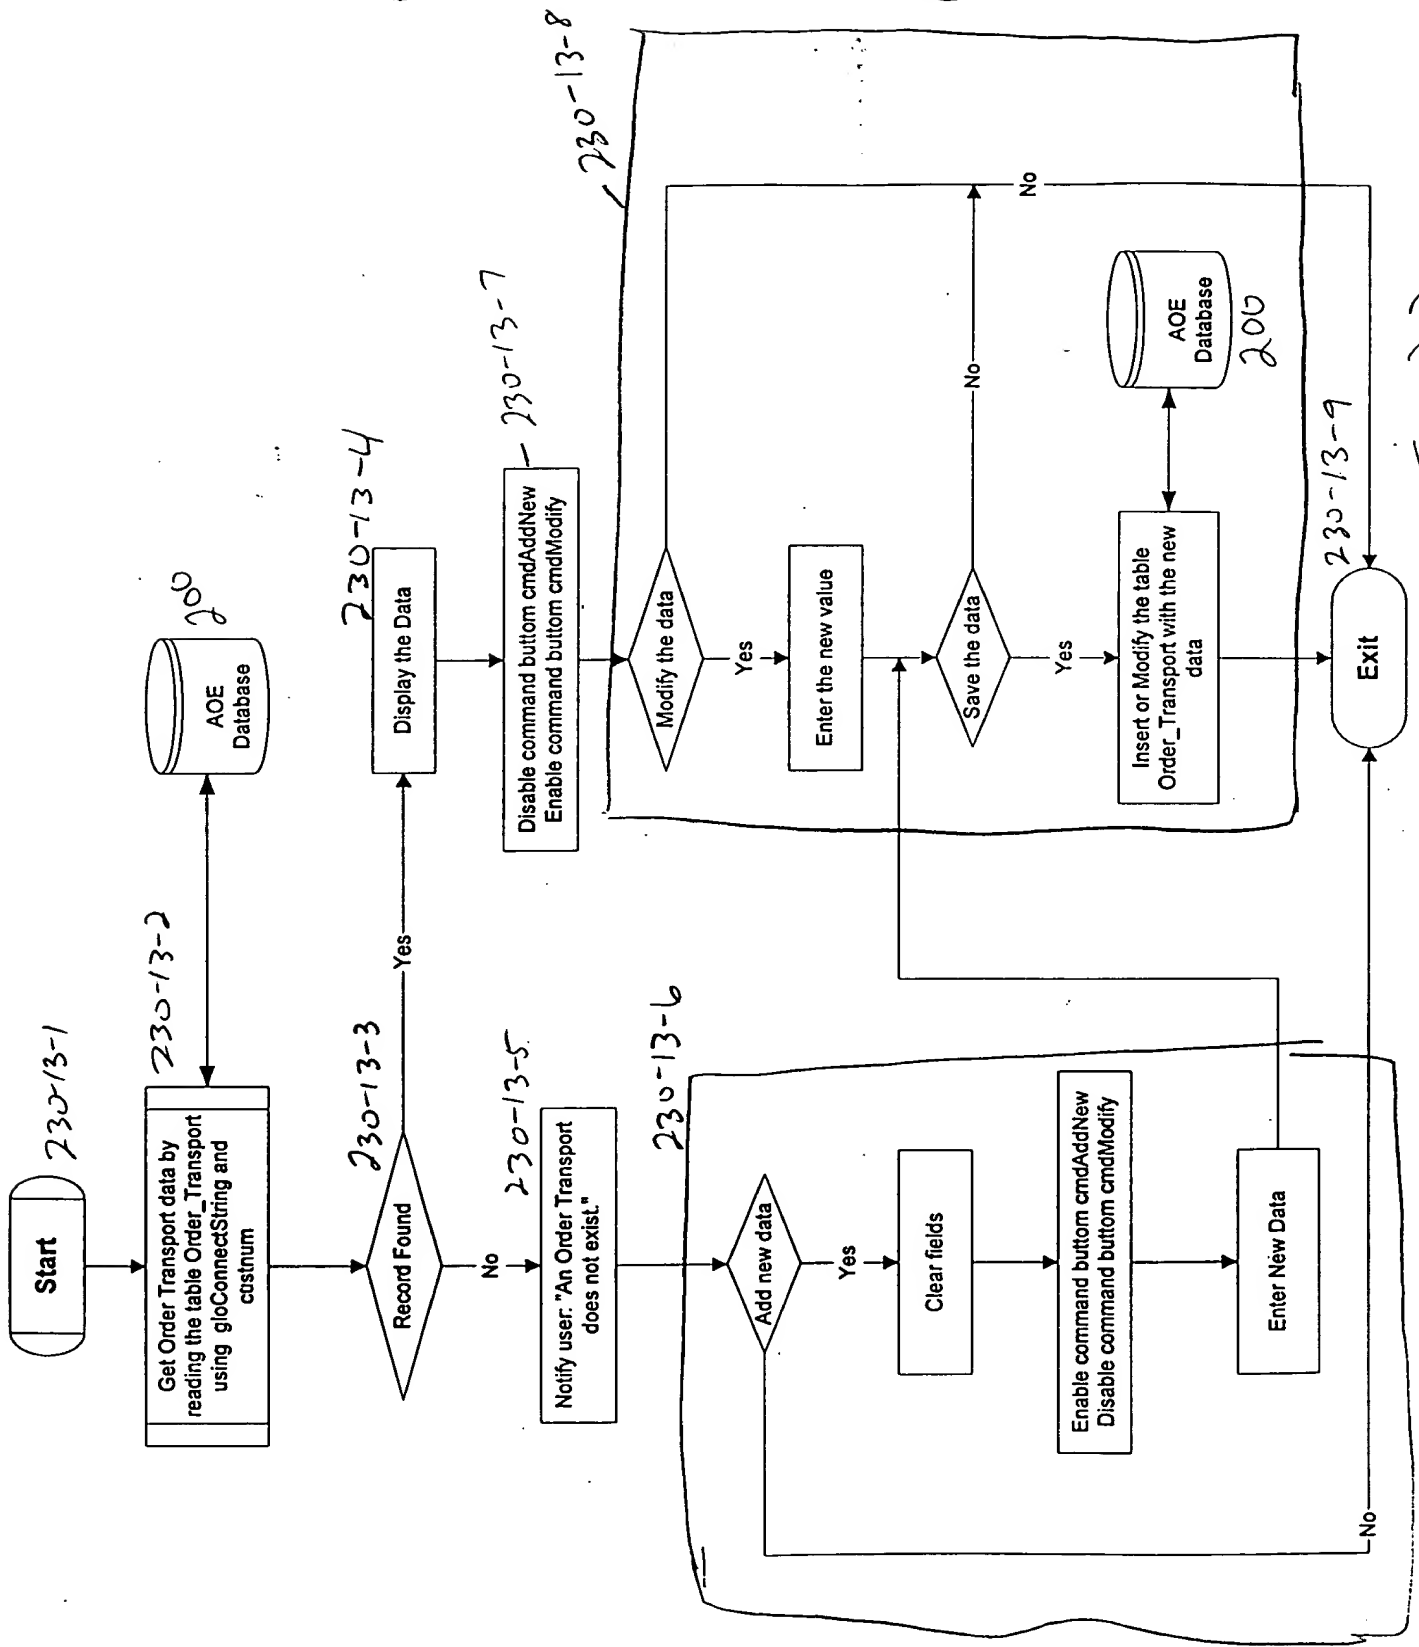 Start
230-13-1
Get Order Transport data by
reading the table Order_Transport
using gloConnectString and
custnum
230-13-2
AOE
Database
200
Record Found
230-13-3
Yes
No
Display the Data
230-13-4
Notify user: "An Order Transport
does not exist."
230-13-5
Disable command buttom cmdAddNew
Enable command buttom cmdModify
230-13-7
230-13-6
Add new data
Yes
No
Clear fields
Enable command buttom cmdAddNew
Disable command buttom cmdModify
Enter New Data
230-13-8
Modify the data
Yes
No
Enter the new value
Save the data
No
Yes
Insert or Modify the table
Order_Transport with the new
data
AOE
Database
200
Exit
230-13-9